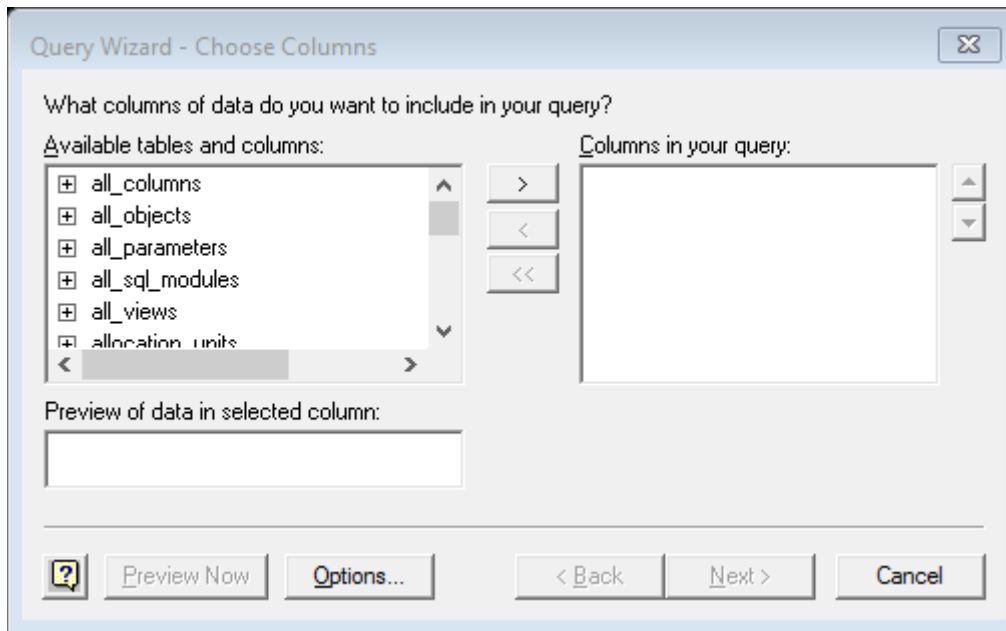 Query Wizard - Choose Columns
What columns of data do you want to include in your query?
Available tables and columns:
Columns in your query:
all_columns
all_objects
all_parameters
all_sql_modules
all_views
allocation_units
>
<
<<
Preview of data in selected column:
?
Preview Now
Options...
< Back
Next >
Cancel